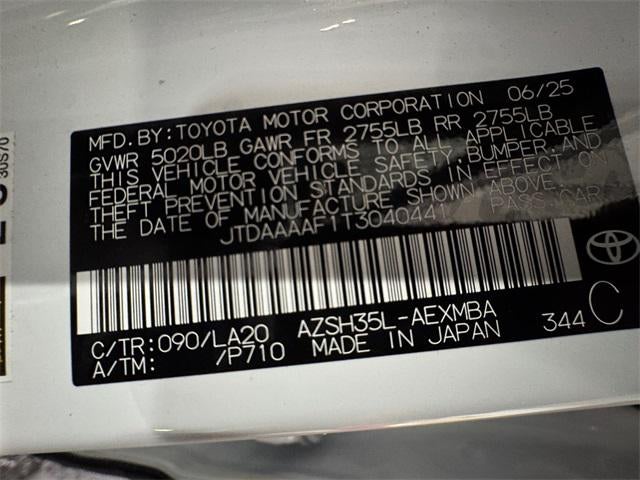 MFD.BY:TOYOTA MOTOR CORPORATION 06/25
GVWR 5020LB GAWR FR 2755LB RR 2755LB
THIS VEHICLE CONFORMS TO ALL APPLICABLE
FEDERAL MOTOR VEHICLE SAFETY,BUMPER,AND
THEFT PREVENTION STANDARDS IN EFFECT ON
THE DATE OF MANUFACTURE SHOWN ABOVE.
JTDAAAAF1T3040441 PASS.CAR
C/TR:090/LA20 AZSH35L-AEXMBA
A/TM: /P710 MADE IN JAPAN 344 C
30S70